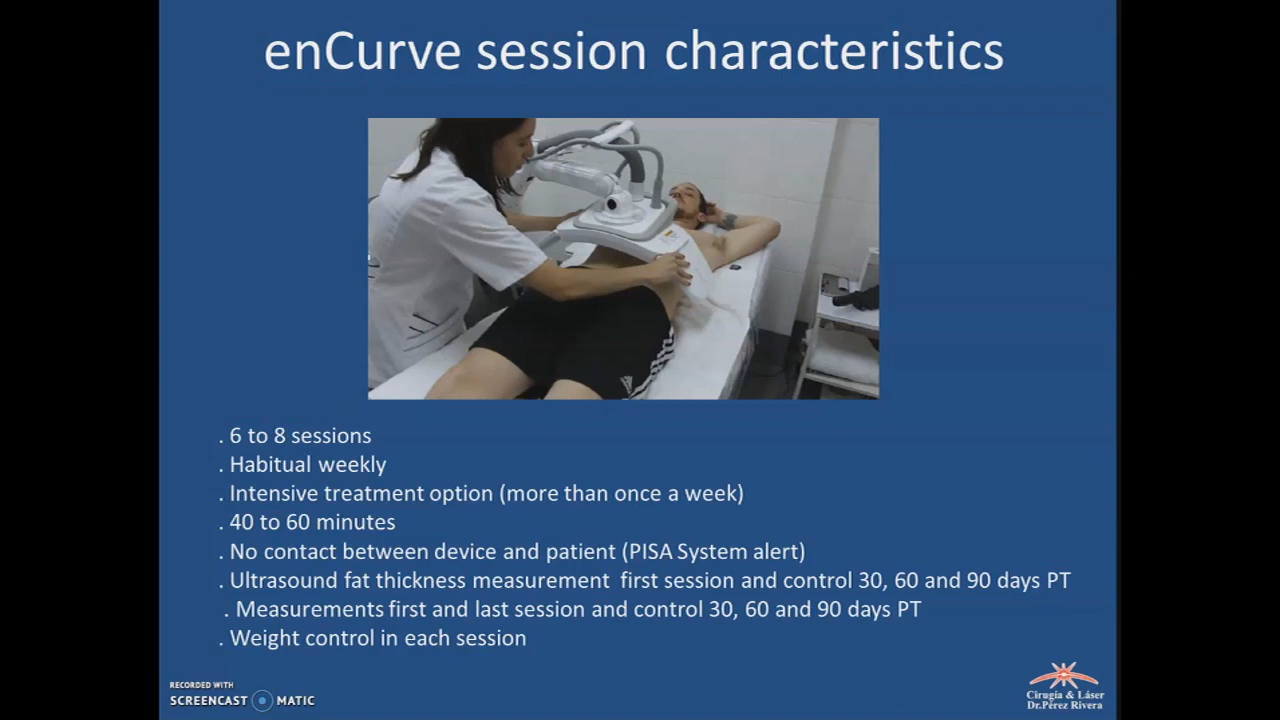 enCurve session characteristics
. 6 to 8 sessions
. Habitual weekly
. Intensive treatment option (more than once a week)
. 40 to 60 minutes
. No contact between device and patient (PISA System alert)
. Ultrasound fat thickness measurement first session and control 30, 60 and 90 days PT
. Measurements first and last session and control 30, 60 and 90 days PT
. Weight control in each session
RECORDED WITH
SCREENCAST MATIC
Cirugía & Láser
Dr.Pérez Rivera